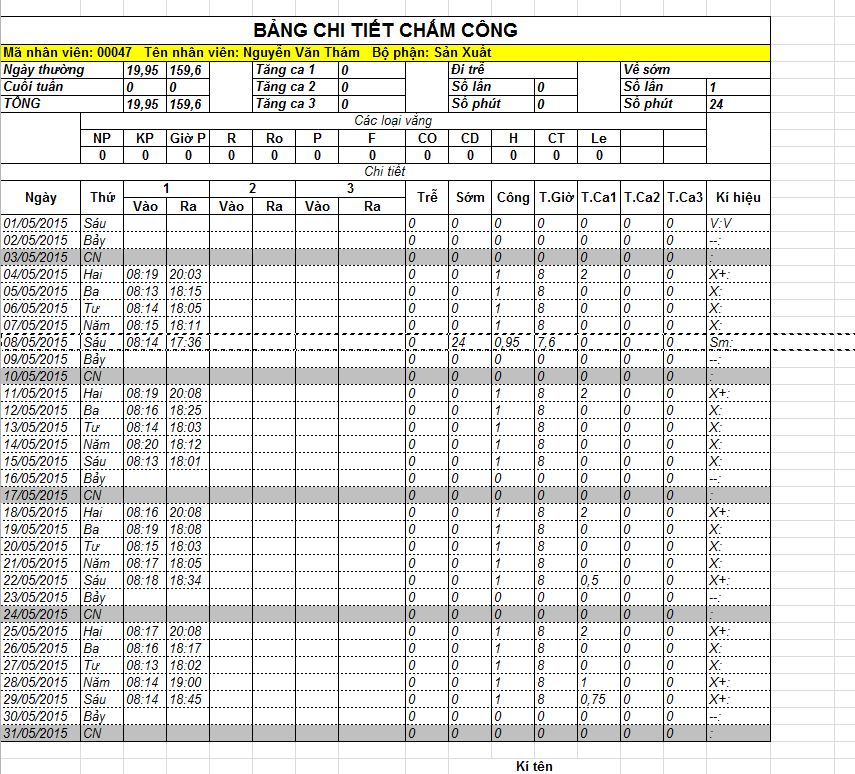 BẢNG CHI TIẾT CHẤM CÔNG
Mã nhân viên: 00047 Tên nhân viên: Nguyễn Văn Thám Bộ phận: Sản Xuất
Ngày thường 19,95 159,6 Tăng ca 1 0 Đi trễ Về sớm
Cuối tuần 0 0 Tăng ca 2 0 Số lần 0 Số lần 1
TỔNG 19,95 159,6 Tăng ca 3 0 Số phút 0 Số phút 24
Các loại vắng
NP KP Giờ P R Ro P F CO CD H CT Le
0 0 0 0 0 0 0 0 0 0 0 0
Chi tiết
Ngày Thứ 1 2 3 Trễ Sớm Công T.Giờ T.Ca1 T.Ca2 T.Ca3 Kí hiệu
Vào Ra Vào Ra Vào Ra
01/05/2015 Sáu 0 0 0 0 0 0 0 V:V
02/05/2015 Bảy 0 0 0 0 0 0 0 --:
03/05/2015 CN 0 0 0 0 0 0 0 :
04/05/2015 Hai 08:19 20:03 0 0 1 8 2 0 0 X+:
05/05/2015 Ba 08:13 18:15 0 0 1 8 0 0 0 X:
06/05/2015 Tư 08:14 18:05 0 0 1 8 0 0 0 X:
07/05/2015 Năm 08:15 18:11 0 0 1 8 0 0 0 X:
08/05/2015 Sáu 08:14 17:36 0 24 0,95 7,6 0 0 0 Sm:
09/05/2015 Bảy 0 0 0 0 0 0 0 --:
10/05/2015 CN 0 0 0 0 0 0 0 :
11/05/2015 Hai 08:19 20:08 0 0 1 8 2 0 0 X+:
12/05/2015 Ba 08:16 18:25 0 0 1 8 0 0 0 X:
13/05/2015 Tư 08:14 18:03 0 0 1 8 0 0 0 X:
14/05/2015 Năm 08:20 18:12 0 0 1 8 0 0 0 X:
15/05/2015 Sáu 08:13 18:01 0 0 1 8 0 0 0 X:
16/05/2015 Bảy 0 0 0 0 0 0 0 --:
17/05/2015 CN 0 0 0 0 0 0 0 :
18/05/2015 Hai 08:16 20:08 0 0 1 8 2 0 0 X+:
19/05/2015 Ba 08:19 18:08 0 0 1 8 0 0 0 X:
20/05/2015 Tư 08:15 18:03 0 0 1 8 0 0 0 X:
21/05/2015 Năm 08:17 18:05 0 0 1 8 0 0 0 X:
22/05/2015 Sáu 08:18 18:34 0 0 1 8 0,5 0 0 X+:
23/05/2015 Bảy 0 0 0 0 0 0 0 --:
24/05/2015 CN 0 0 0 0 0 0 0 :
25/05/2015 Hai 08:17 20:08 0 0 1 8 2 0 0 X+:
26/05/2015 Ba 08:16 18:17 0 0 1 8 0 0 0 X:
27/05/2015 Tư 08:13 18:02 0 0 1 8 0 0 0 X:
28/05/2015 Năm 08:14 19:00 0 0 1 8 1 0 0 X+:
29/05/2015 Sáu 08:14 18:45 0 0 1 8 0,75 0 0 X+:
30/05/2015 Bảy 0 0 0 0 0 0 0 --:
31/05/2015 CN 0 0 0 0 0 0 0 :
Kí tên